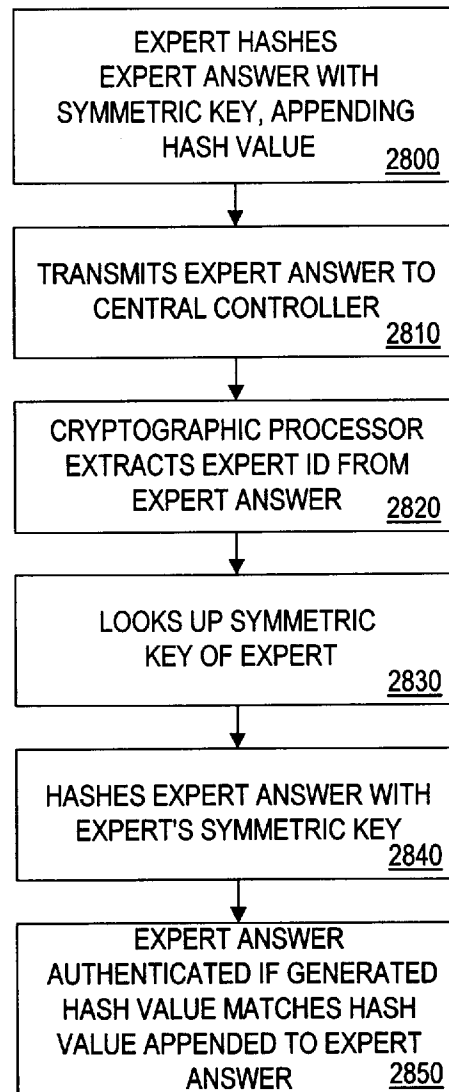 EXPERT HASHES
EXPERT ANSWER WITH
SYMMETRIC KEY, APPENDING
HASH VALUE
2800
TRANSMITS EXPERT ANSWER TO
CENTRAL CONTROLLER
2810
CRYPTOGRAPHIC PROCESSOR
EXTRACTS EXPERT ID FROM
EXPERT ANSWER
2820
LOOKS UP SYMMETRIC
KEY OF EXPERT
2830
HASHES EXPERT ANSWER WITH
EXPERT'S SYMMETRIC KEY
2840
EXPERT ANSWER
AUTHENTICATED IF GENERATED
HASH VALUE MATCHES HASH
VALUE APPENDED TO EXPERT
ANSWER 2850